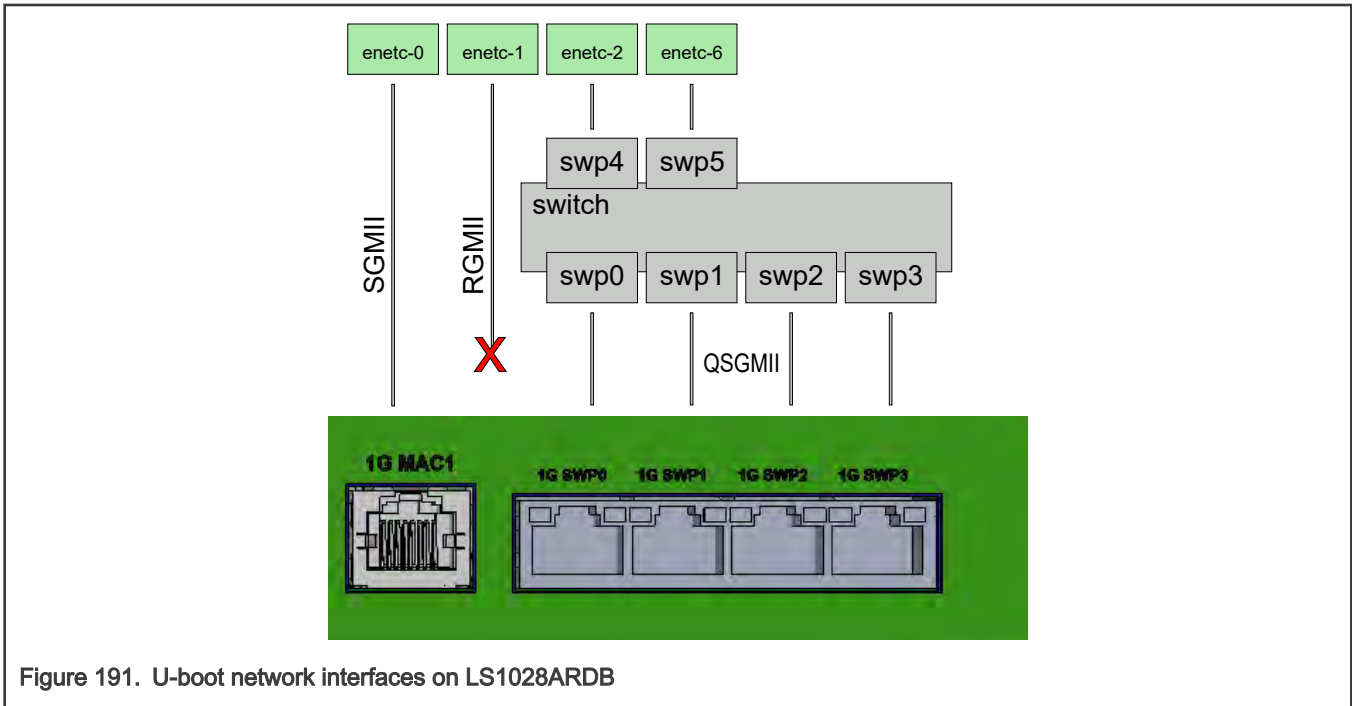 enetc-0 enetc-1 enetc-2 enetc-6
swp4 swp5
switch
SGMII
RGMII
swp0 swp1 swp2 swp3
X
QSGMII
1G MAC1
1G SWP0 1G SWP1 1G SWP2 1G SWP3
Figure 191. U-boot network interfaces on LS1028ARDB